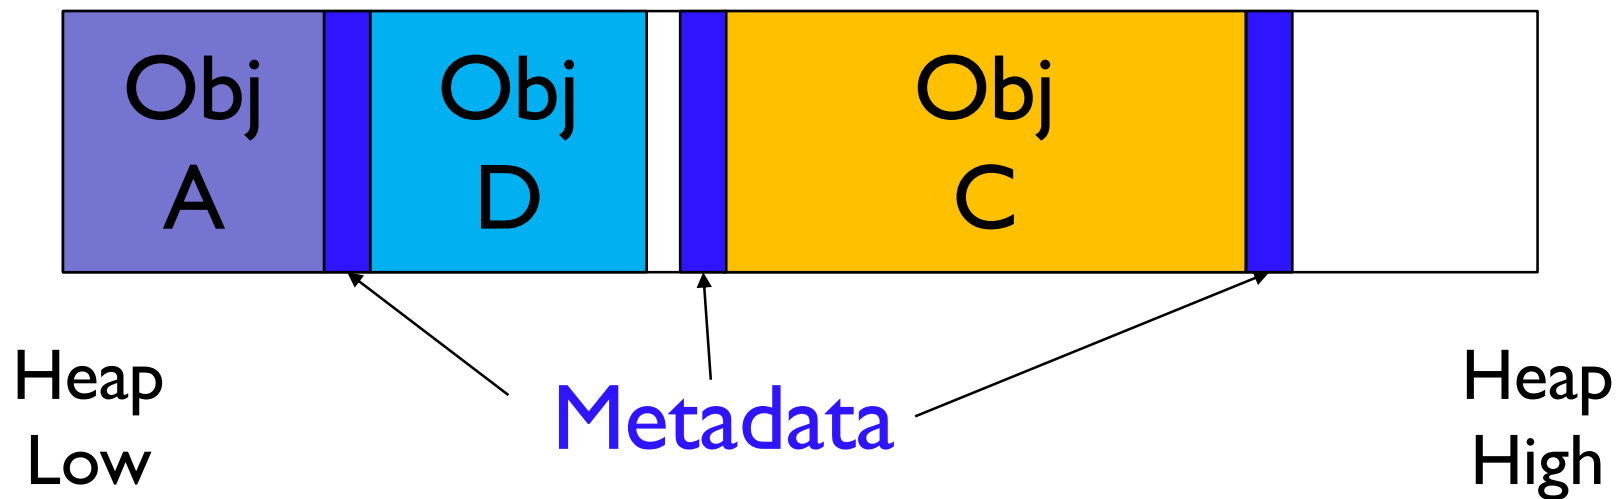 Obj
A
Obj
D
Obj
C
Heap
Low
Metadata
Heap
High